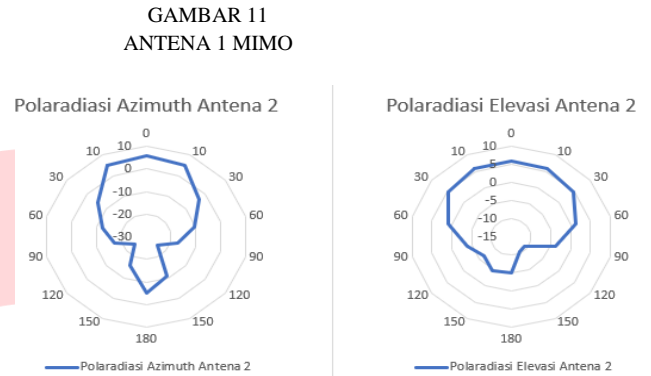 GAMBAR 11
ANTENA 1 MIMO
Polaradiasi Azimuth Antena 2
0
10 10 10
0
30 30
-10
60 -20 60
-30
90 90
120 120
150 150
180
Polaradiasi Azimuth Antena 2
Polaradiasi Elevasi Antena 2
0
10 10 10
5
30 0 30
-5
60 -10 60
-15
90 90
120 120
150 150
180
Polaradiasi Elevasi Antena 2